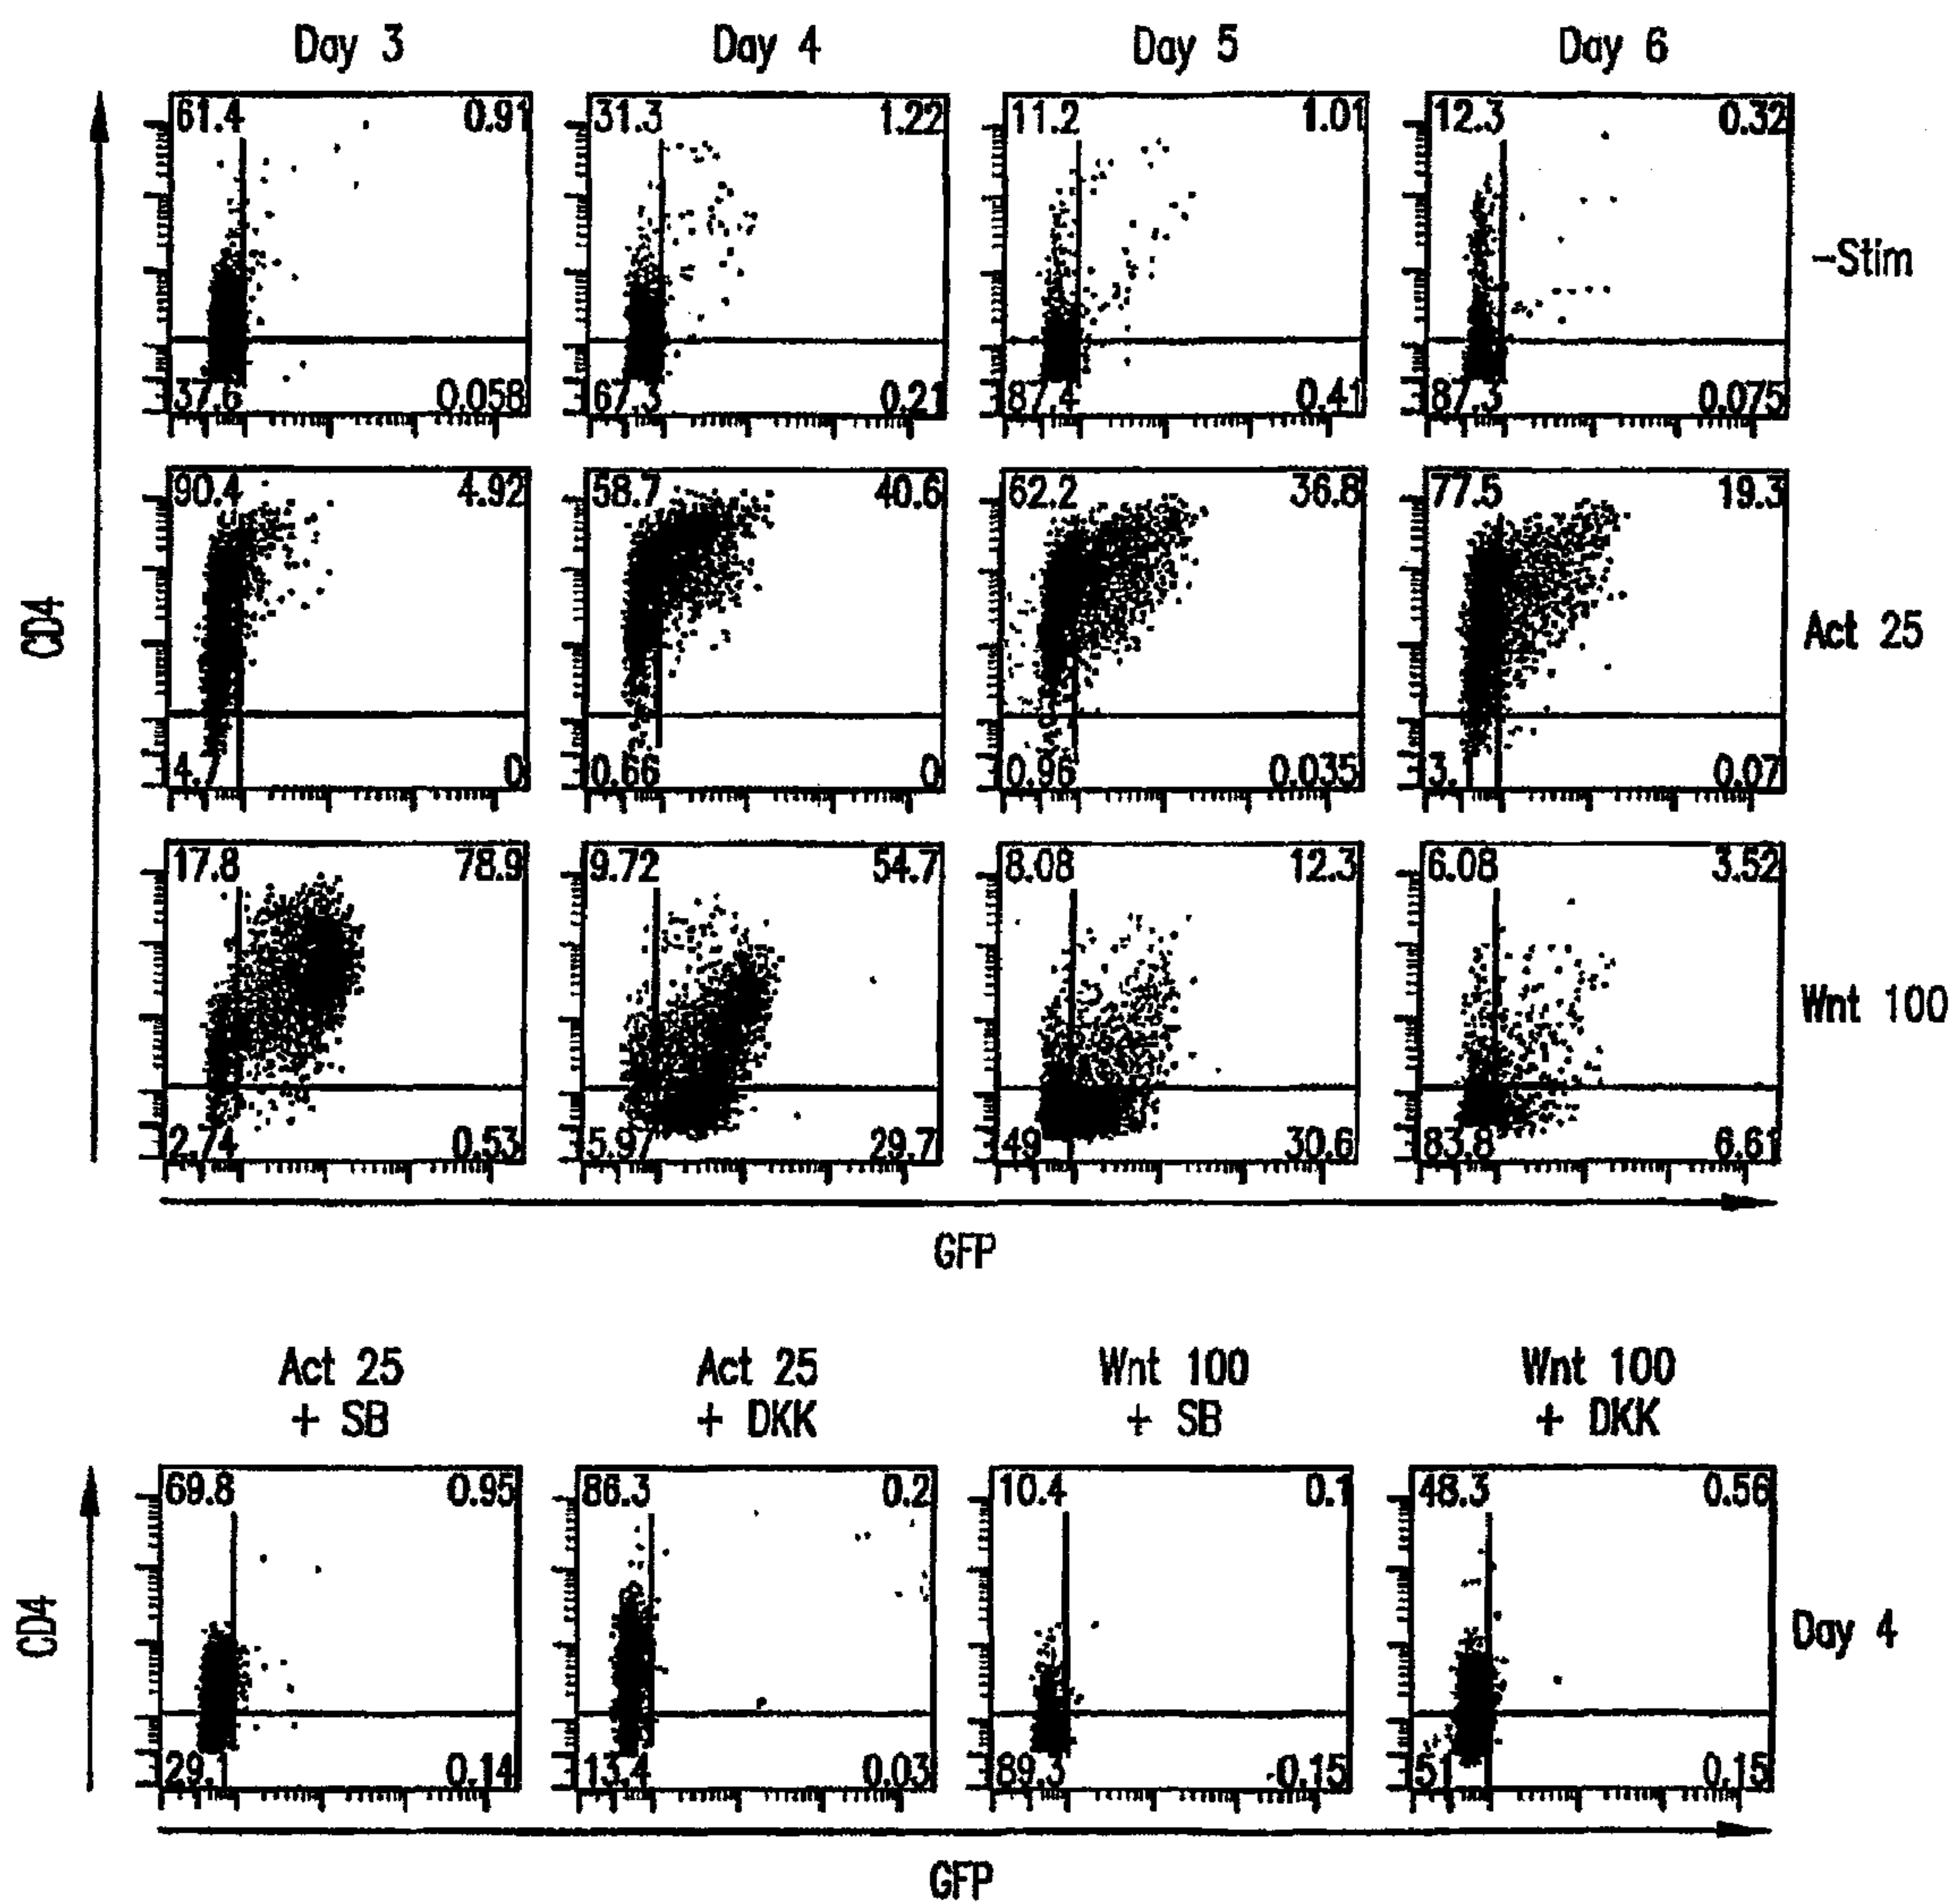 Day 3 Day 4 Day 5 Day 6
61.4 0.91 31.3 1.22 11.2 1.01 12.3 0.32
-Stim
37.6 0.058 67.3 0.21 87.4 0.41 87.3 0.075
90.4 4.92 58.7 40.6 62.2 36.8 77.5 19.3
CD4
Act 25
4.7 0 0.66 0 0.96 0.035 3. 0.07
17.8 78.9 9.72 54.7 8.08 12.3 6.08 3.52
Wnt 100
2.74 0.53 5.97 29.7 49 30.6 83.8 6.61
GFP
Act 25 Act 25 Wnt 100 Wnt 100
+ SB + DKK + SB + DKK
69.8 0.95 86.3 0.2 10.4 0.1 48.3 0.56
CD4
Day 4
29.1 0.14 13.4 0.03 89.3 0.15 51 0.15
GFP